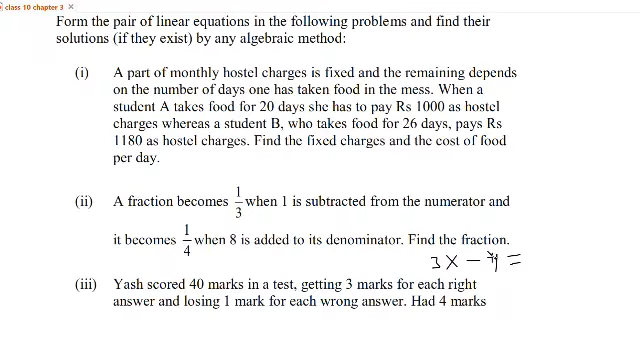 class 10 chapter 3 ×
Form the pair of linear equations in the following problems and find their
solutions (if they exist) by any algebraic method:
(i) A part of monthly hostel charges is fixed and the remaining depends
on the number of days one has taken food in the mess. When a
student A takes food for 20 days she has to pay Rs 1000 as hostel
charges whereas a student B, who takes food for 26 days, pays Rs
1180 as hostel charges. Find the fixed charges and the cost of food
per day.
(ii) A fraction becomes 1/3 when 1 is subtracted from the numerator and
it becomes 1/4 when 8 is added to its denominator. Find the fraction.
3x - y =
(iii) Yash scored 40 marks in a test, getting 3 marks for each right
answer and losing 1 mark for each wrong answer. Had 4 marks